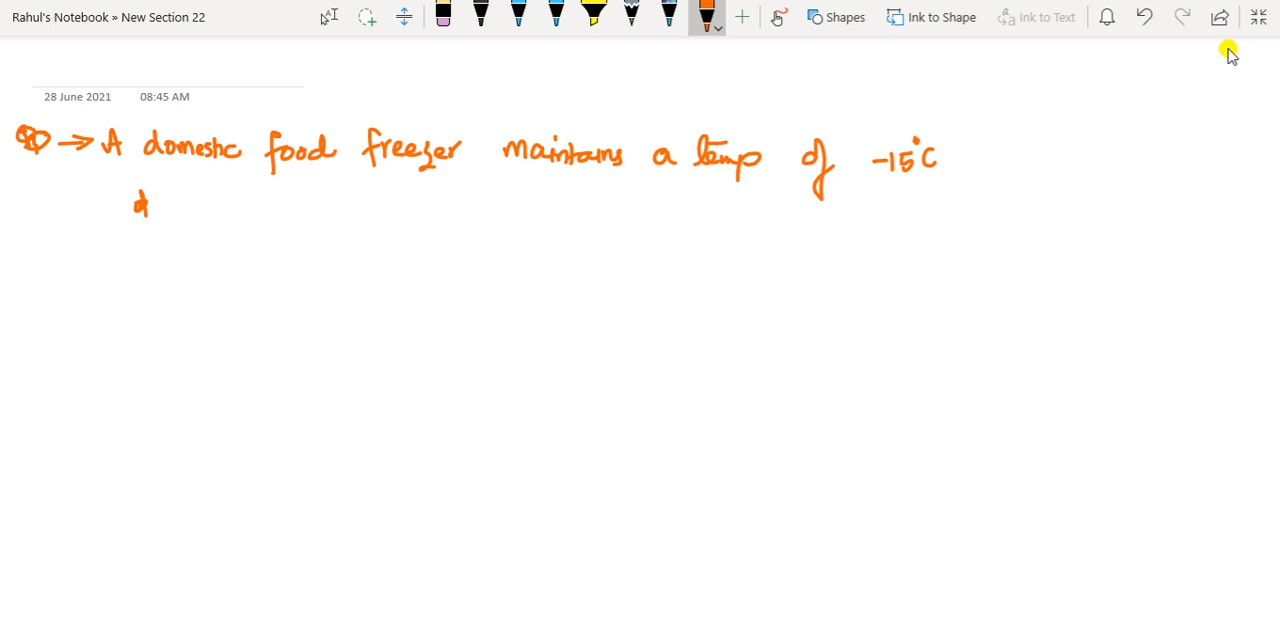 Rahul's Notebook » New Section 22
Shapes
Ink to Shape
Ink to Text
28 June 2021 08:45 AM
→ A domestic food freezer maintains a temp of -15°C